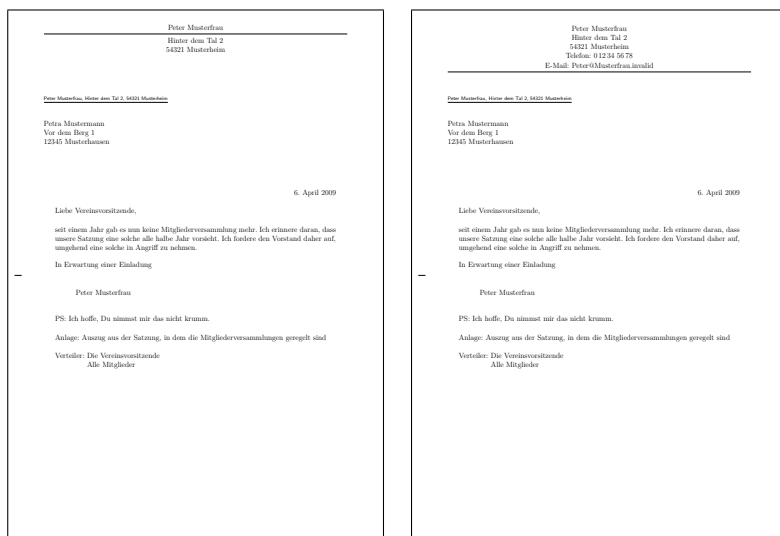 Peter Musterfrau
Hinter dem Tal 2
54321 Musterheim
Peter Musterfrau, Hinter dem Tal 2, 54321 Musterheim
Petra Mustermann
Vor dem Berg 1
12345 Musterhausen
6. April 2009
Liebe Vereinsvorsitzende,
seit einem Jahr gab es nun keine Mitgliederversammlung mehr. Ich erinnere daran, dass
unsere Satzung eine solche alle halbe Jahr vorsieht. Ich fordere den Vorstand daher auf,
umgehend eine solche in Angriff zu nehmen.
In Erwartung einer Einladung
Peter Musterfrau
PS: Ich hoffe, Du nimmst mir das nicht krumm.
Anlage: Auszug aus der Satzung, in dem die Mitgliederversammlungen geregelt sind
Verteiler: Die Vereinsvorsitzende
Alle Mitglieder
Peter Musterfrau
Hinter dem Tal 2
54321 Musterheim
Telefon: 0 12 34 56 78
E-Mail: Peter@Musterfrau.invalid
Peter Musterfrau, Hinter dem Tal 2, 54321 Musterheim
Petra Mustermann
Vor dem Berg 1
12345 Musterhausen
6. April 2009
Liebe Vereinsvorsitzende,
seit einem Jahr gab es nun keine Mitgliederversammlung mehr. Ich erinnere daran, dass
unsere Satzung eine solche alle halbe Jahr vorsieht. Ich fordere den Vorstand daher auf,
umgehend eine solche in Angriff zu nehmen.
In Erwartung einer Einladung
Peter Musterfrau
PS: Ich hoffe, Du nimmst mir das nicht krumm.
Anlage: Auszug aus der Satzung, in dem die Mitgliederversammlungen geregelt sind
Verteiler: Die Vereinsvorsitzende
Alle Mitglieder